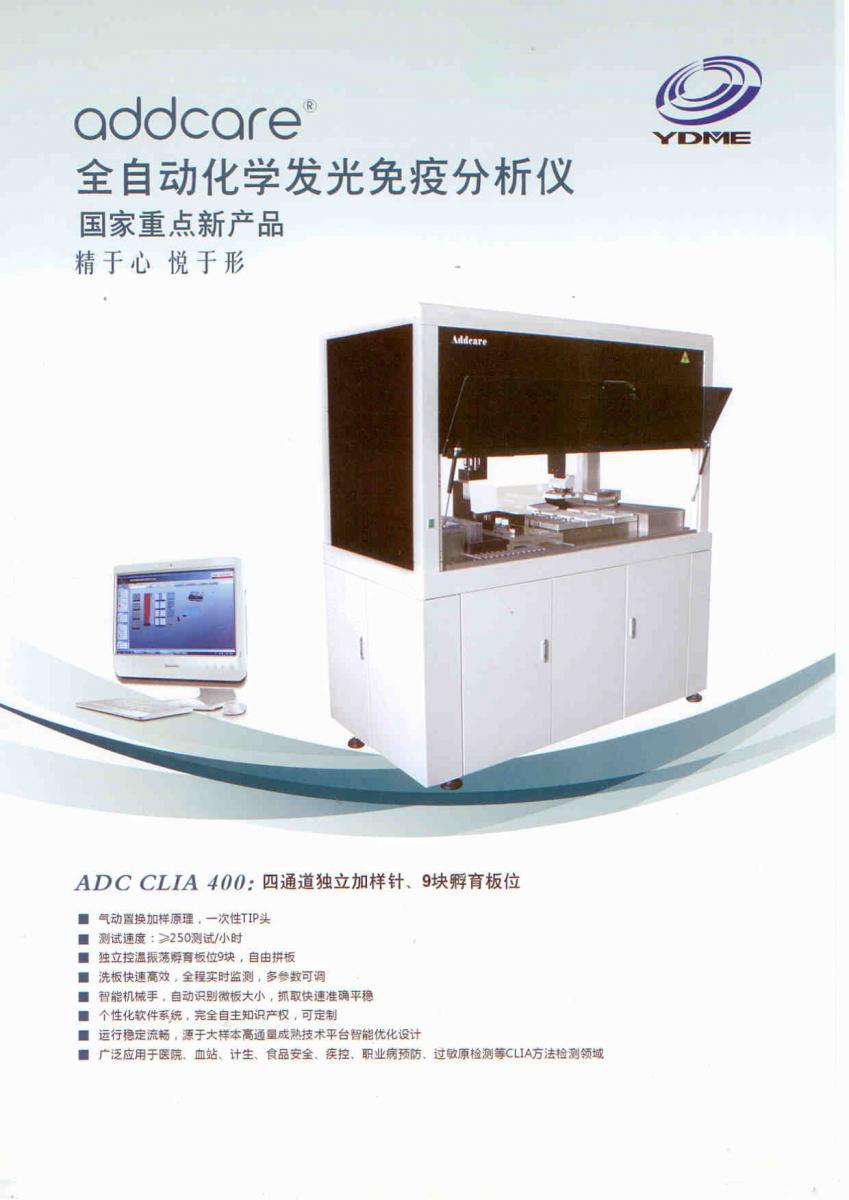 addcare®
YDME
全自动化学发光免疫分析仪
国家重点新产品
精于心 悦于形
Addcare
ADC CLIA 400: 四通道独立加样针、9块孵育板位
■ 气动置换加样原理，一次性TIP头
■ 测试速度：≥250测试/小时
■ 独立控温振荡孵育板位9块，自由拼板
■ 洗板快速高效，全程实时监测，多参数可调
■ 智能机械手，自动识别微板大小，抓取快速准确平稳
■ 个性化软件系统，完全自主知识产权，可定制
■ 运行稳定流畅，源于大样本高通量成熟技术平台智能优化设计
■ 广泛应用于医院、血站、计生、食品安全、疾控、职业病预防、过敏原检测等CLIA方法检测领域